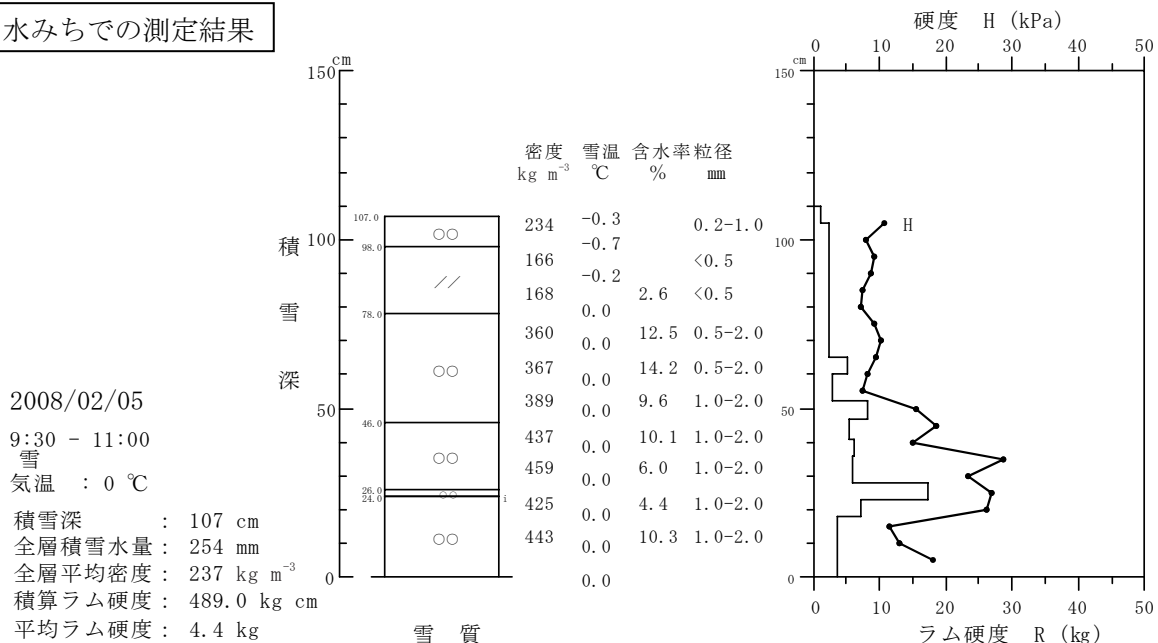 水みちでの測定結果
硬度 H (kPa)
0 10 20 30 40 50
cm
150
cm
150
密度 雪温 含水率 粒径
kg m⁻³ ℃ % mm
107.0
234 -0.3 0.2-1.0
○○
H
積 100
-0.7
100
98.0
166 <0.5
-0.2
//
168 2.6 <0.5
雪
0.0
78.0
360 12.5 0.5-2.0
0.0
○○
367 14.2 0.5-2.0
深
0.0
389 9.6 1.0-2.0
2008/02/05
50
0.0
50
46.0
437 10.1 1.0-2.0
9:30 - 11:00
0.0
雪
○○
459 6.0 1.0-2.0
気温 : 0 ℃
0.0
26.0
24.0
○○
i
425 4.4 1.0-2.0
積雪深 : 107 cm
0.0
全層積雪水量 : 254 mm
○○
443 10.3 1.0-2.0
0.0
全層平均密度 : 237 kg m⁻³
0
0.0
0
積算ラム硬度 : 489.0 kg cm
0 10 20 30 40 50
平均ラム硬度 : 4.4 kg
雪 質
ラム硬度 R (kg)